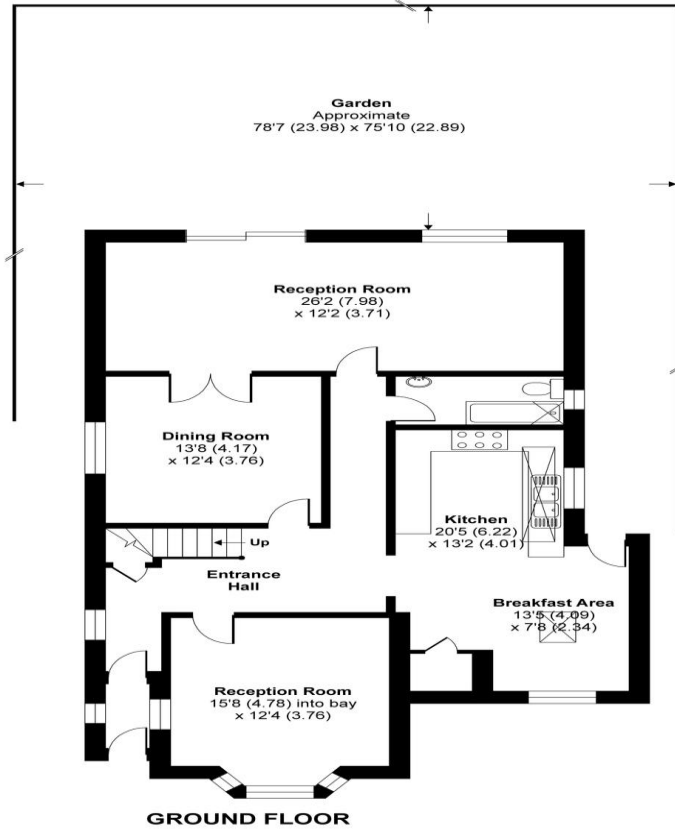 Garden
Approximate
78'7 (23.98) x 75'10 (22.89)
Reception Room
26'2 (7.98)
x 12'2 (3.71)
Dining Room
13'8 (4.17)
x 12'4 (3.76)
Up
Kitchen
20'5 (6.22)
x 13'2 (4.01)
Entrance
Hall
Breakfast Area
13'5 (4.09)
x 7'8 (2.34)
Reception Room
15'8 (4.78) into bay
x 12'4 (3.76)
GROUND FLOOR